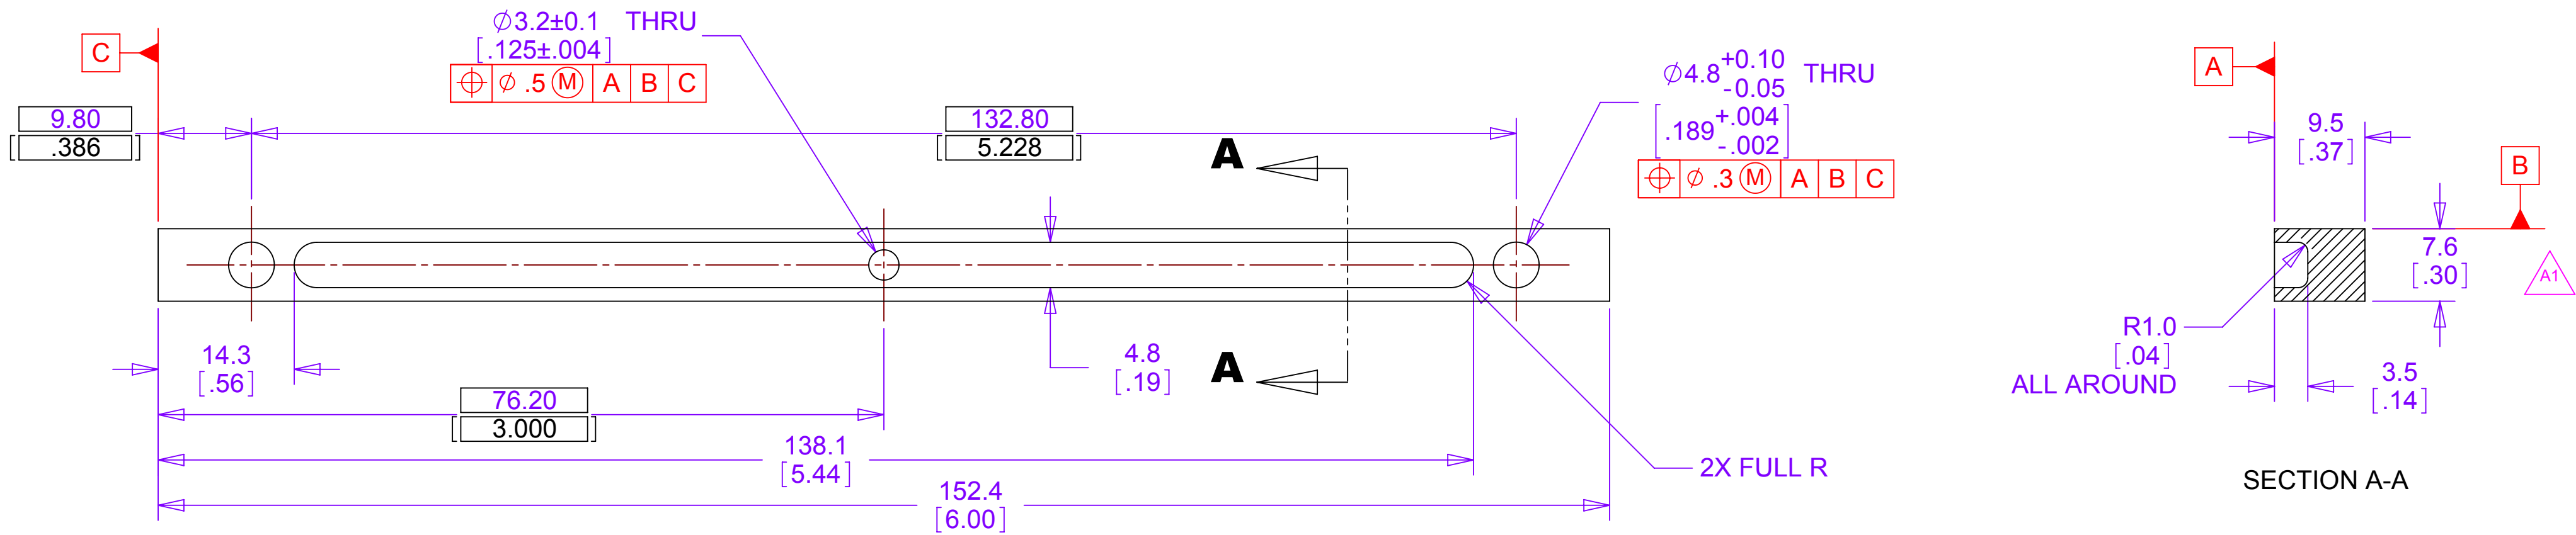 C
∅3.2±0.1 THRU
[.125±.004]
⌖ ∅ .5 Ⓜ A B C
9.80
[.386]
132.80
[5.228]
∅4.8 +0.10 -0.05 THRU
[.189 +.004 -.002]
⌖ ∅ .3 Ⓜ A B C
A
A
14.3
[.56]
76.20
[3.000]
138.1
[5.44]
152.4
[6.00]
4.8
[.19]
2X FULL R
A
9.5
[.37]
B
7.6
[.30]
A1
R1.0
[.04]
ALL AROUND
3.5
[.14]
SECTION A-A